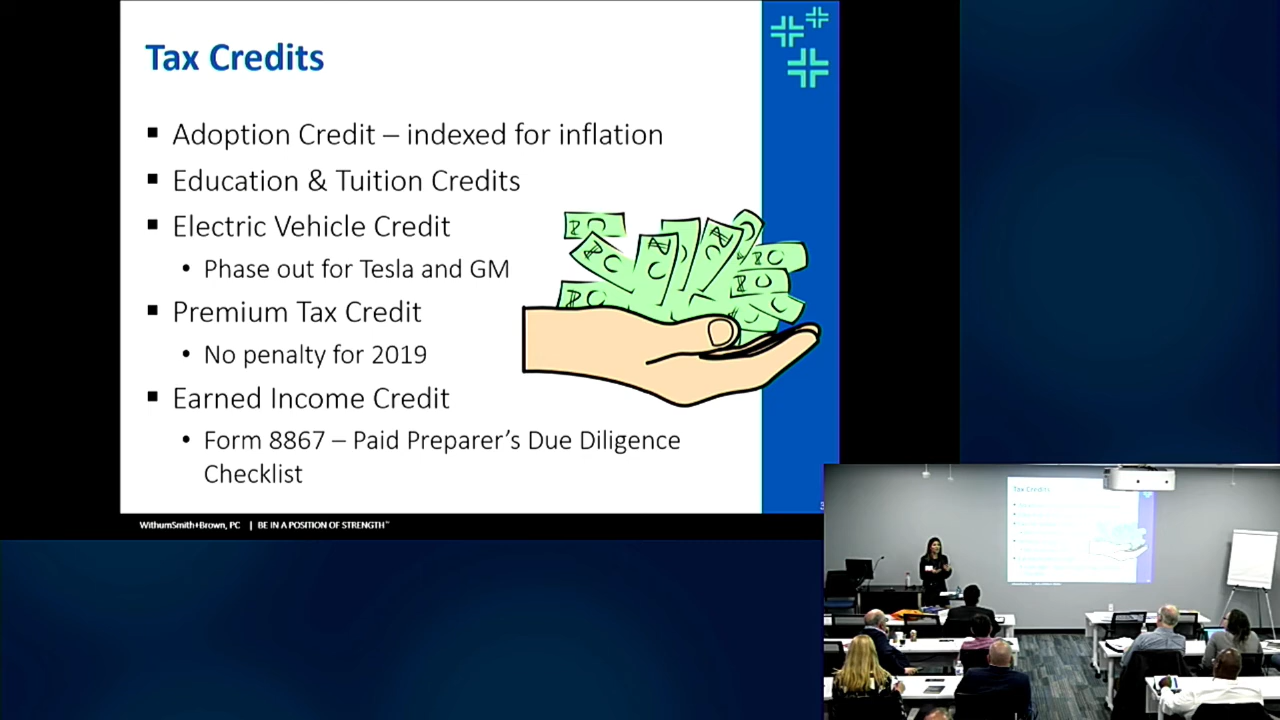 Tax Credits
▪ Adoption Credit – indexed for inflation
▪ Education & Tuition Credits
▪ Electric Vehicle Credit
• Phase out for Tesla and GM
▪ Premium Tax Credit
• No penalty for 2019
▪ Earned Income Credit
• Form 8867 – Paid Preparer's Due Diligence
Checklist
WithumSmith+Brown, PC | BE IN A POSITION OF STRENGTH
Tax Credits